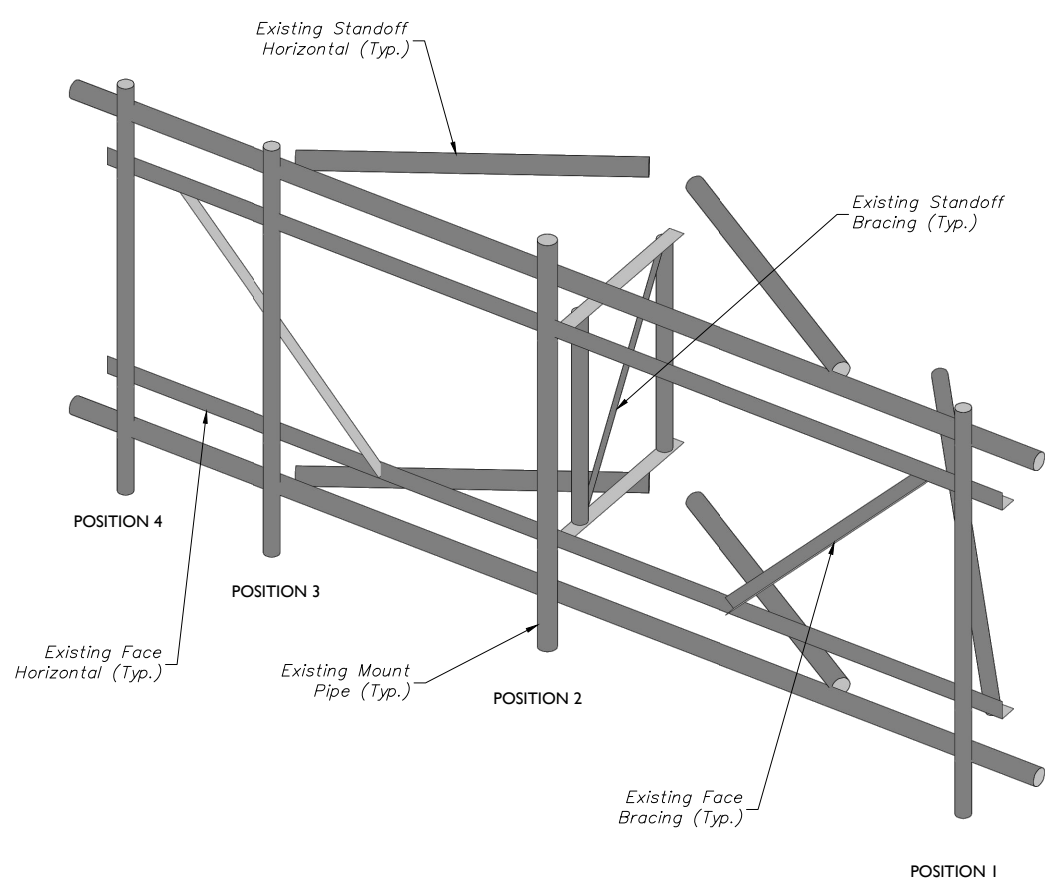 Existing Standoff
Horizontal (Typ.)
Existing Standoff
Bracing (Typ.)
POSITION 4
POSITION 3
Existing Face
Horizontal (Typ.)
Existing Mount
Pipe (Typ.)
POSITION 2
Existing Face
Bracing (Typ.)
POSITION 1